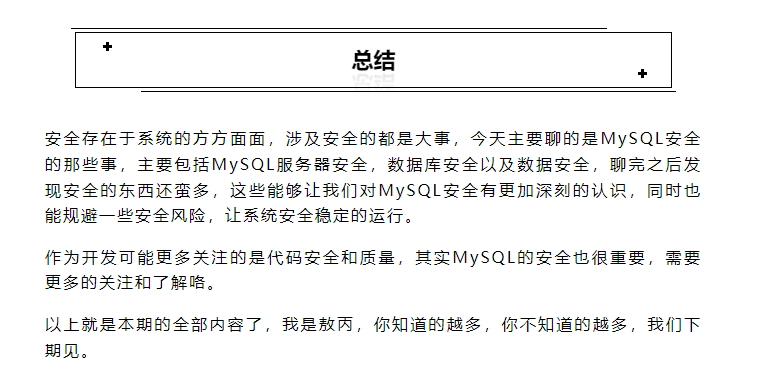 总结
安全存在于系统的方方面面，涉及安全的都是大事，今天主要聊的是MySQL安全
的那些事，主要包括MySQL服务器安全，数据库安全以及数据安全，聊完之后发
现安全的东西还蛮多，这些能够让我们对MySQL安全有更加深刻的认识，同时也
能规避一些安全风险，让系统安全稳定的运行。
作为开发可能更多关注的是代码安全和质量，其实MySQL的安全也很重要，需要
更多的关注和了解咯。
以上就是本期的全部内容了，我是敖丙，你知道的越多，你不知道的越多，我们下
期见。